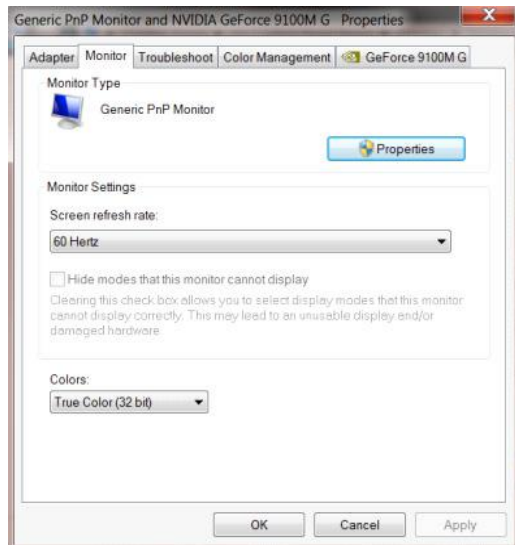 Generic PnP Monitor and NVIDIA GeForce 9100M G Properties
Adapter Monitor Troubleshoot Color Management GeForce 9100M G
Monitor Type
Generic PnP Monitor
Properties
Monitor Settings
Screen refresh rate:
60 Hertz
Hide modes that this monitor cannot display
Clearing this check box allows you to select display modes that this monitor
cannot display correctly. This may lead to an unusable display and/or
damaged hardware.
Colors:
True Color (32 bit)
OK Cancel Apply